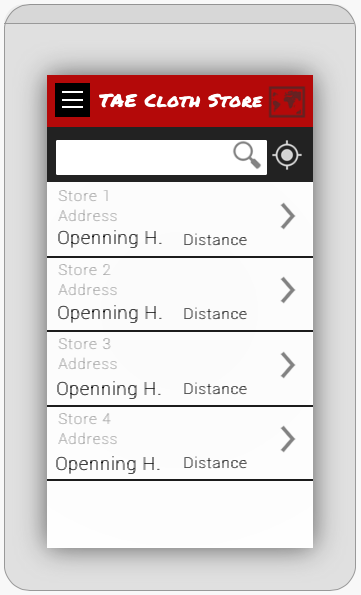 TAE Cloth Store
Store 1
Address
Openning H. Distance
Store 2
Address
Openning H. Distance
Store 3
Address
Openning H. Distance
Store 4
Address
Openning H. Distance